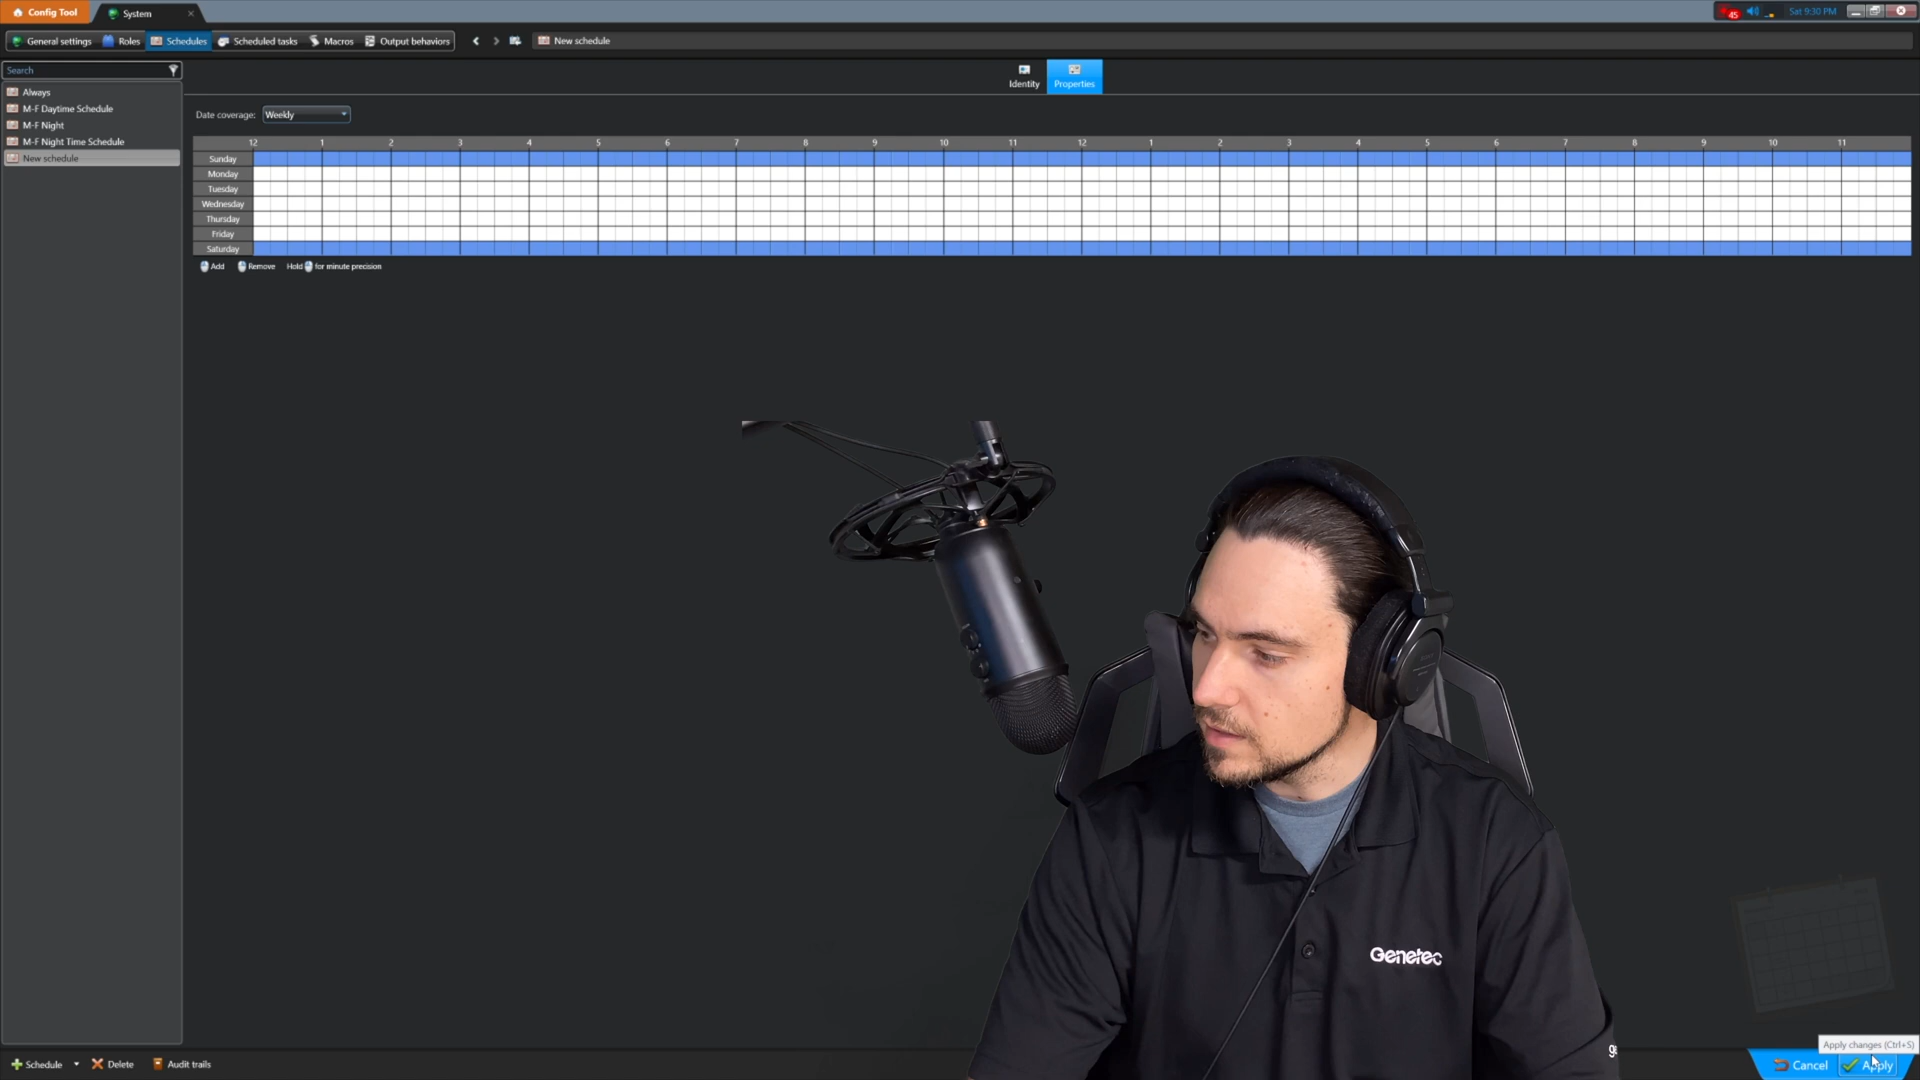 Config Tool
System
45
Sat 9:30 PM
General settings
Roles
Schedules
Scheduled tasks
Macros
Output behaviors
New schedule
Search
Identity
Properties
Always
M-F Daytime Schedule
M-F Night
M-F Night Time Schedule
New schedule
Date coverage:
Weekly
12 1 2 3 4 5 6 7 8 9 10 11 12 1 2 3 4 5 6 7 8 9 10 11
Sunday
Monday
Tuesday
Wednesday
Thursday
Friday
Saturday
Add
Remove
Hold for minute precision
Genetec
Apply changes (Ctrl+S)
Schedule
Delete
Audit trails
Cancel
Apply